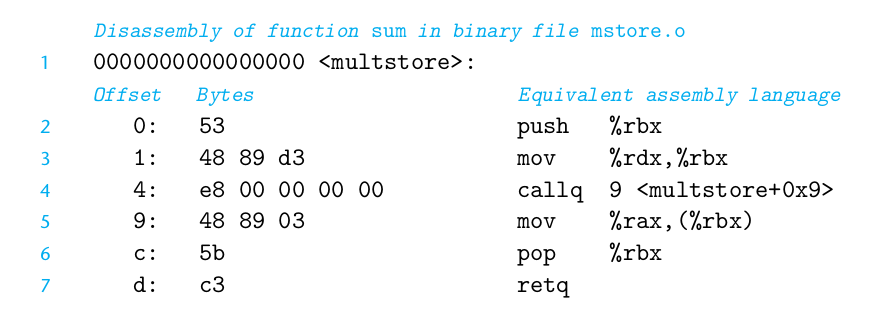 Disassembly of function sum in binary file mstore.o
1 0000000000000000 <multstore>:
Offset Bytes Equivalent assembly language
2 0: 53 push %rbx
3 1: 48 89 d3 mov %rdx,%rbx
4 4: e8 00 00 00 00 callq 9 <multstore+0x9>
5 9: 48 89 03 mov %rax,(%rbx)
6 c: 5b pop %rbx
7 d: c3 retq